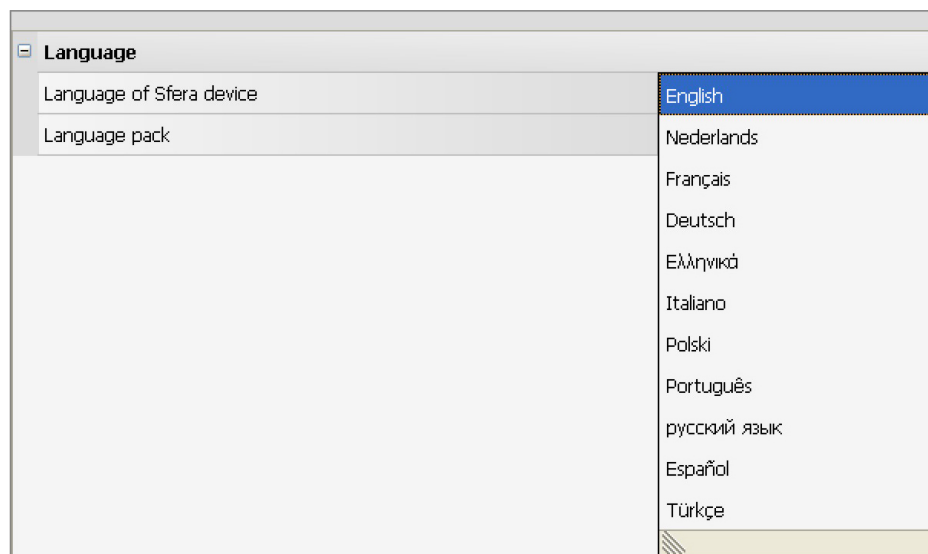 Language
Language of Sfera device
English
Language pack
Nederlands
Français
Deutsch
Ελληνικά
Italiano
Polski
Português
русский язык
Español
Türkçe